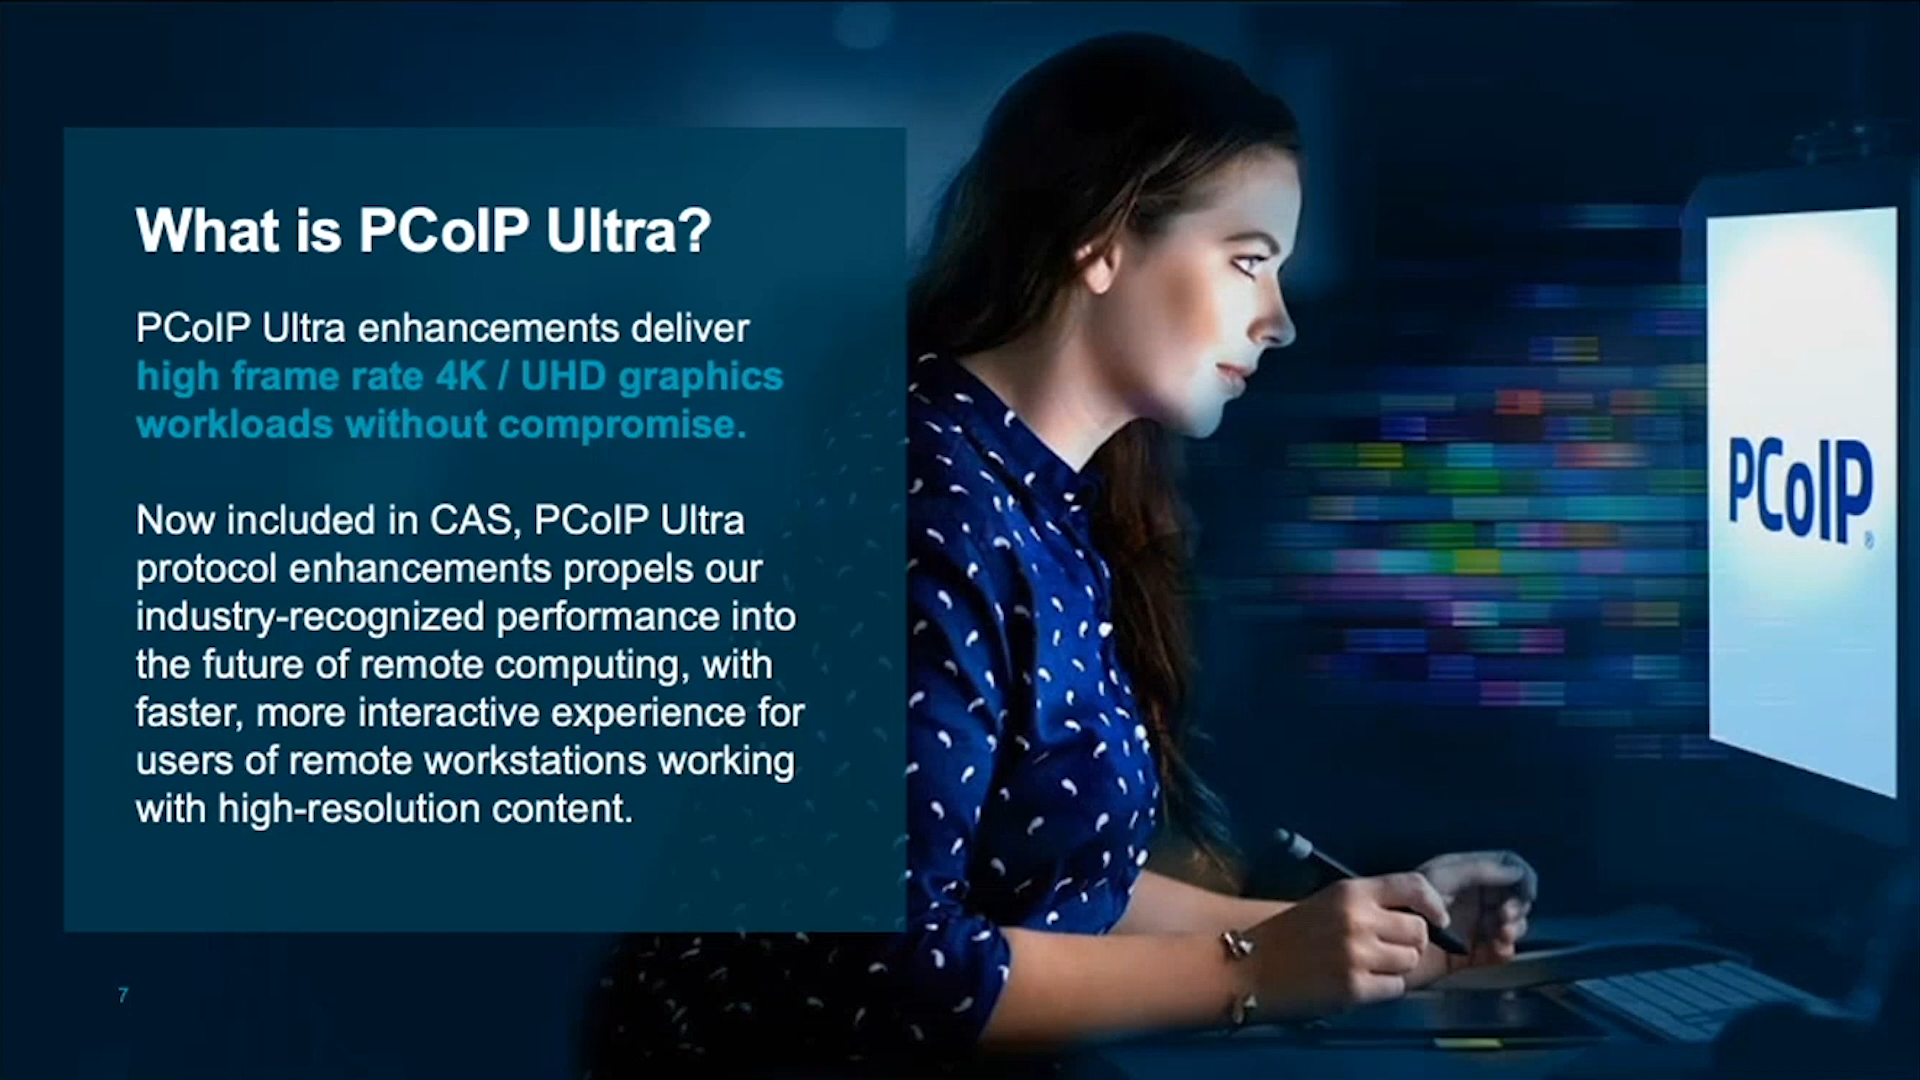 What is PCoIP Ultra?
PCoIP Ultra enhancements deliver
high frame rate 4K / UHD graphics
workloads without compromise.
Now included in CAS, PCoIP Ultra
protocol enhancements propels our
industry-recognized performance into
the future of remote computing, with
faster, more interactive experience for
users of remote workstations working
with high-resolution content.
PCoIP®
7